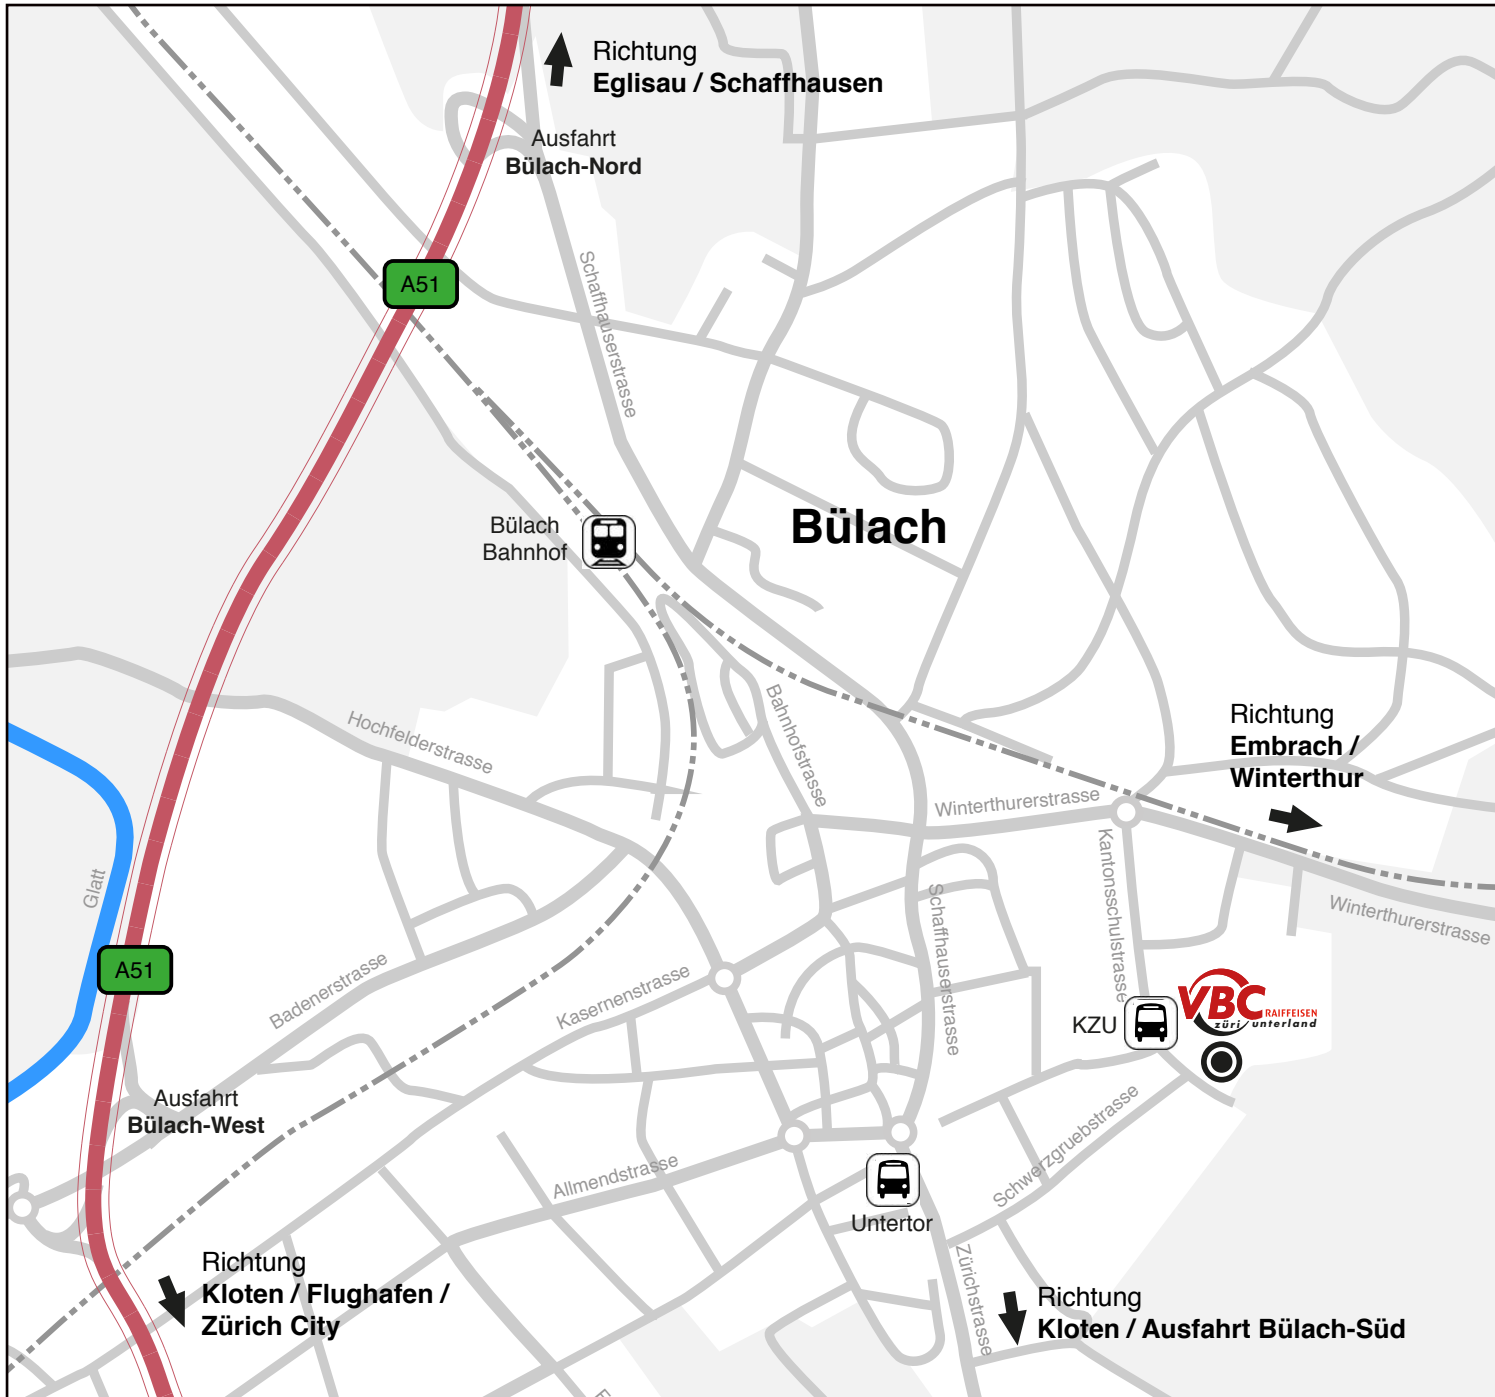 Richtung
Eglisau / Schaffhausen
Ausfahrt
Bülach-Nord
A51
Schaffhauserstrasse
Bülach
Bahnhof
Bülach
Hochfelderstrasse
Bahnhofstrasse
Richtung
Embrach /
Winterthur
Winterthurerstrasse
Kantonsschulstrasse
Glatt
Schaffhauserstrasse
Winterthurerstrasse
A51
Badenerstrasse
Kasernenstrasse
KZU
VBC
RAIFFEISEN
züri unterland
Ausfahrt
Bülach-West
Schwerzgruebstrasse
Allmendstrasse
Untertor
Richtung
Kloten / Flughafen /
Zürich City
Zürichstrasse
Richtung
Kloten / Ausfahrt Bülach-Süd